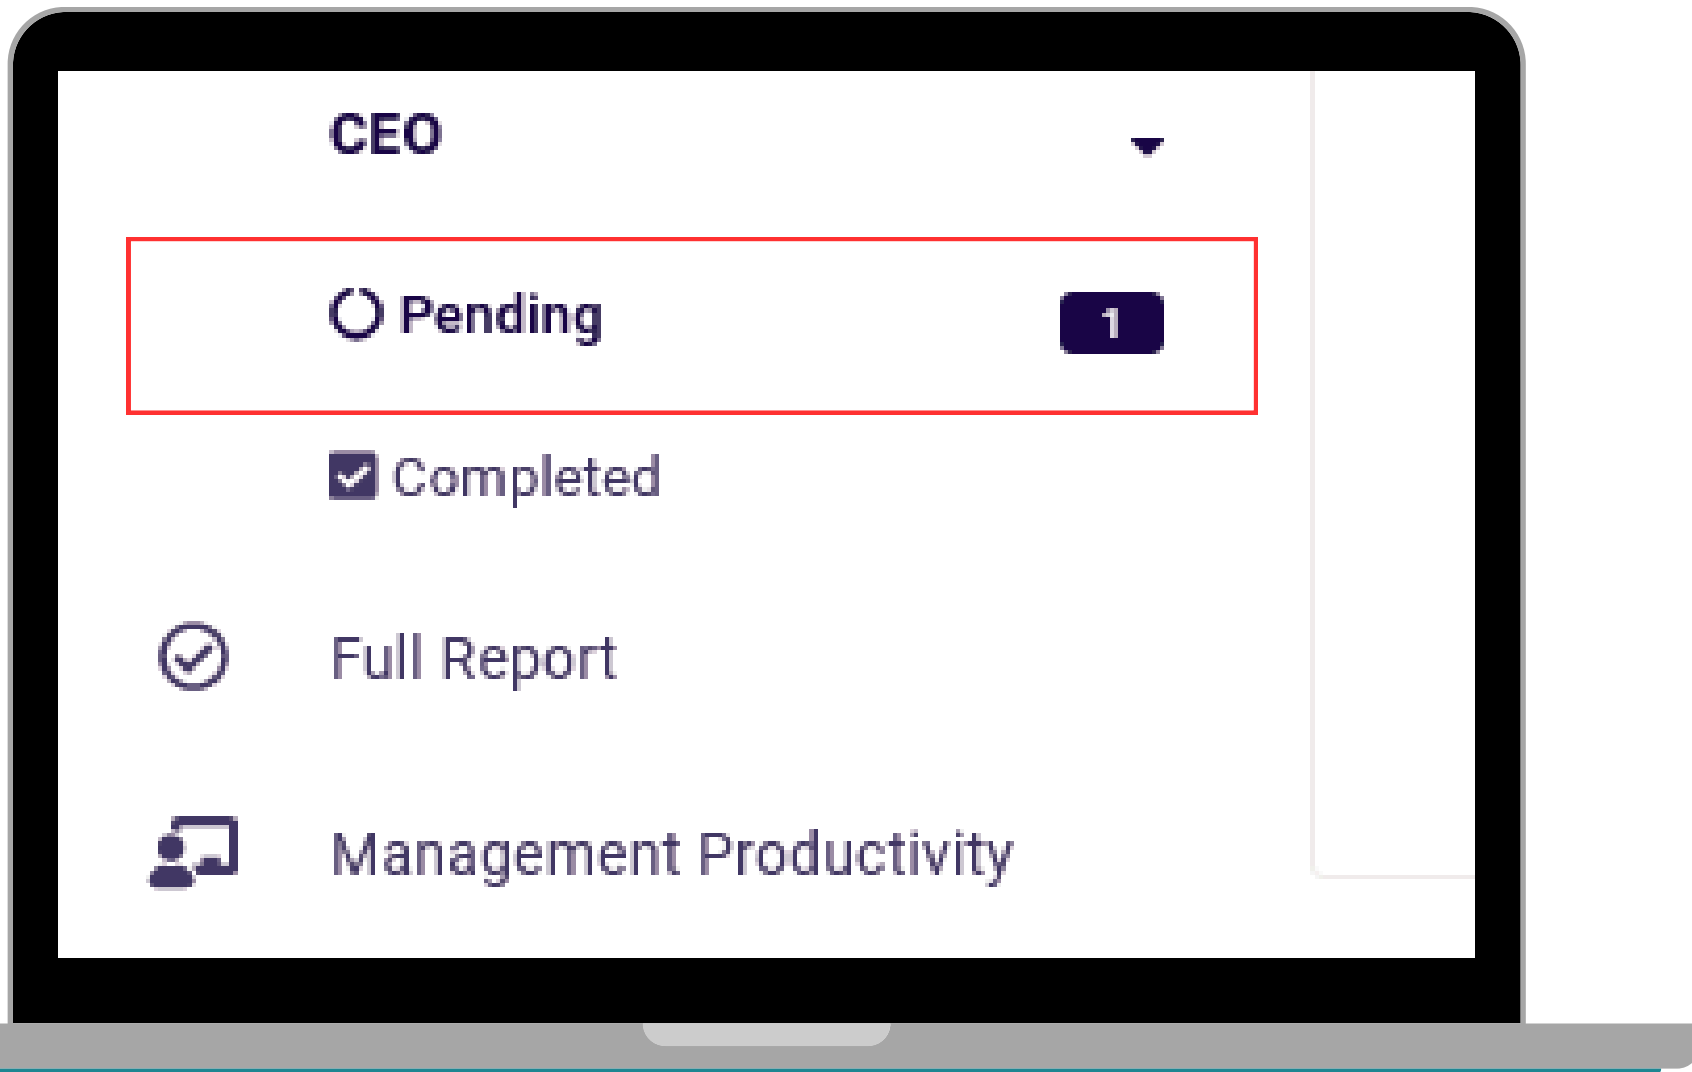 CEO
Pending 1
Completed
Full Report
Management Productivity